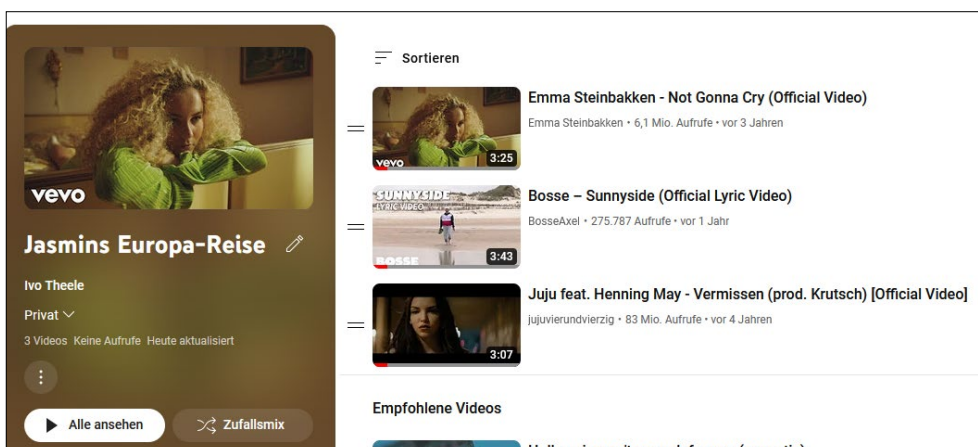 vevo
Jasmins Europa-Reise
Ivo Theele
Privat
3 Videos Keine Aufrufe Heute aktualisiert
Alle ansehen
Zufallsmix
Sortieren
vevo
3:25
Emma Steinbakken - Not Gonna Cry (Official Video)
Emma Steinbakken • 6,1 Mio. Aufrufe • vor 3 Jahren
SUNNYSIDE
LYRIC VIDEO
BOSSE
3:43
Bosse – Sunnyside (Official Lyric Video)
BosseAxel • 275.787 Aufrufe • vor 1 Jahr
3:07
Juju feat. Henning May - Vermissen (prod. Krutsch) [Official Video]
jujuvierundvierzig • 83 Mio. Aufrufe • vor 4 Jahren
Empfohlene Videos